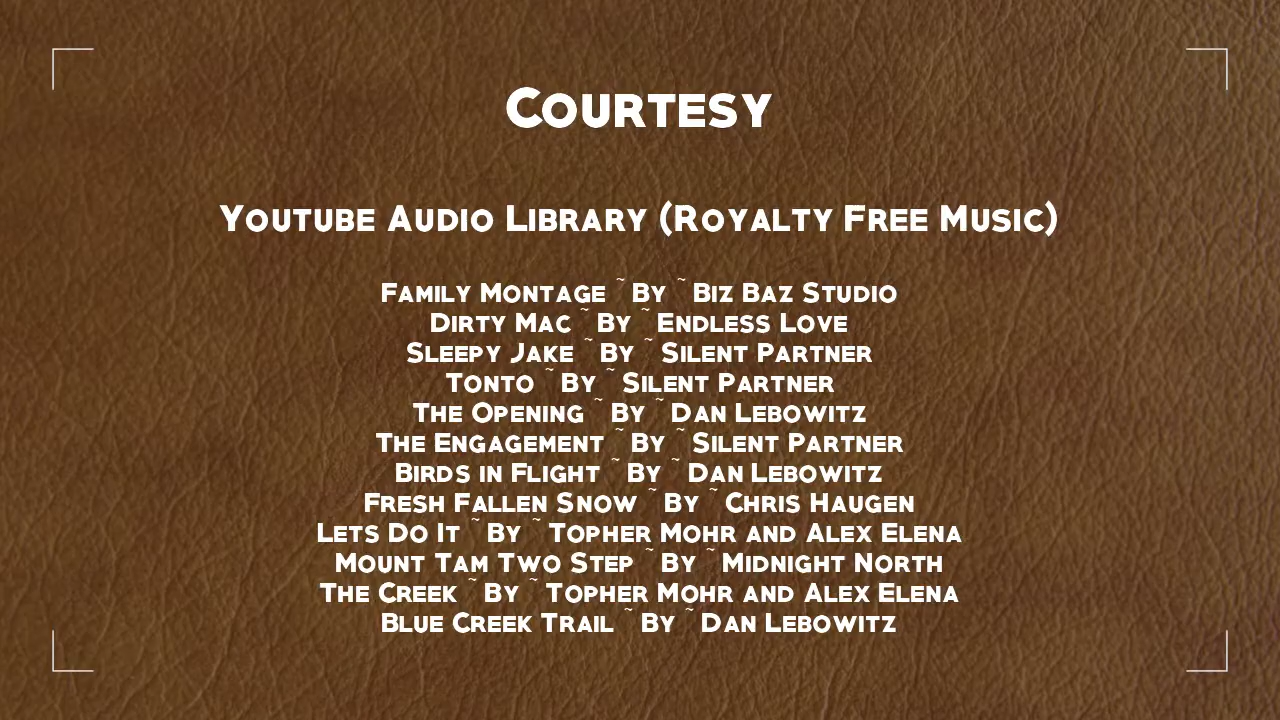 Courtesy
Youtube Audio Library (Royalty Free Music)
Family Montage ~ By ~ Biz Baz Studio
Dirty Mac ~ By ~ Endless Love
Sleepy Jake ~ By ~ Silent Partner
Tonto ~ By ~ Silent Partner
The Opening ~ By ~ Dan Lebowitz
The Engagement ~ By ~ Silent Partner
Birds in Flight ~ By ~ Dan Lebowitz
Fresh Fallen Snow ~ By ~ Chris Haugen
Lets Do It ~ By ~ Topher Mohr and Alex Elena
Mount Tam Two Step ~ By ~ Midnight North
The Creek ~ By ~ Topher Mohr and Alex Elena
Blue Creek Trail ~ By ~ Dan Lebowitz